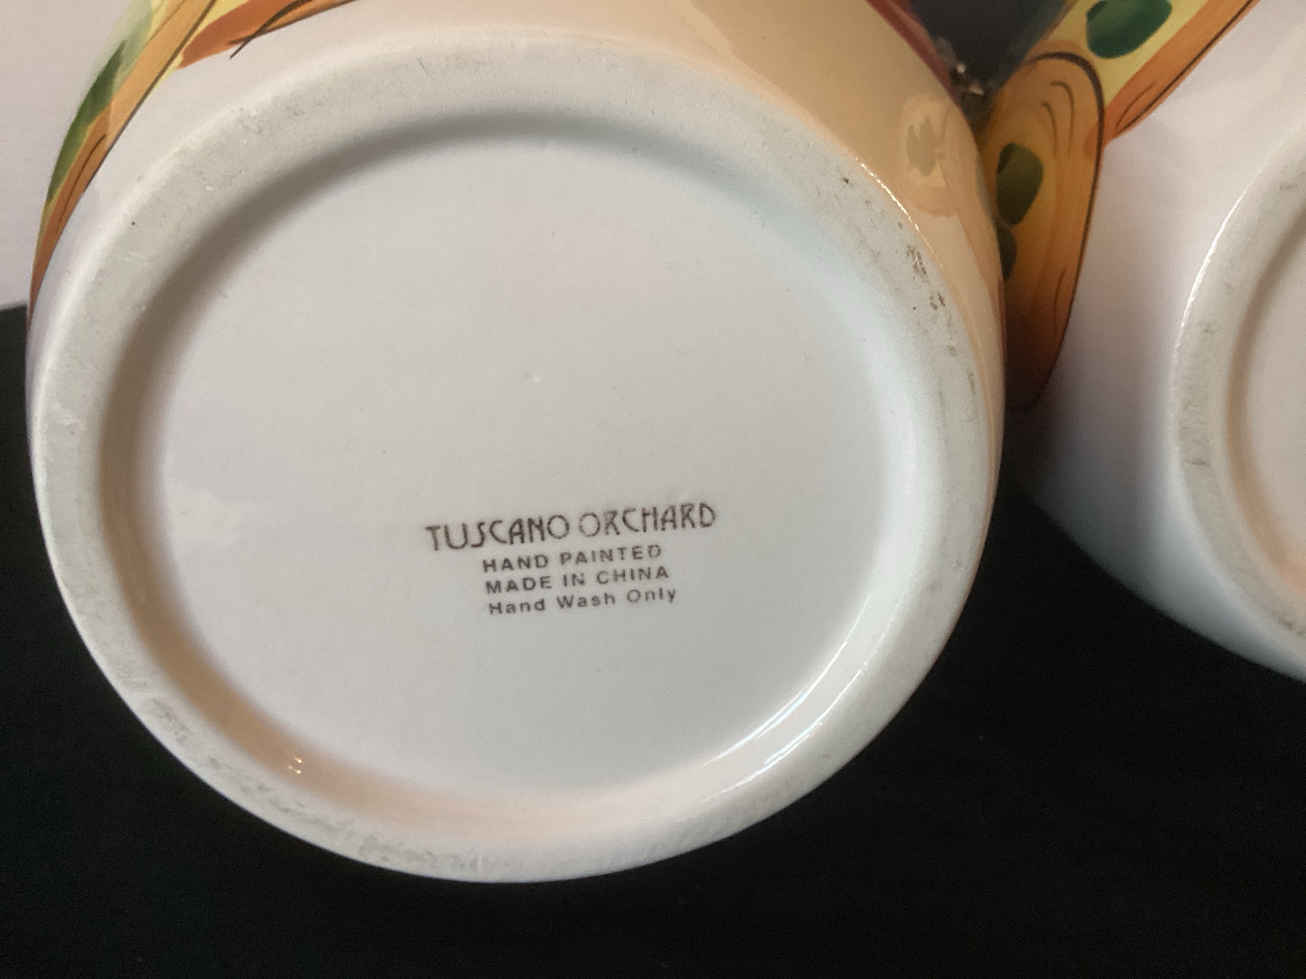 TUSCANO ORCHARD
HAND PAINTED
MADE IN CHINA
Hand Wash Only